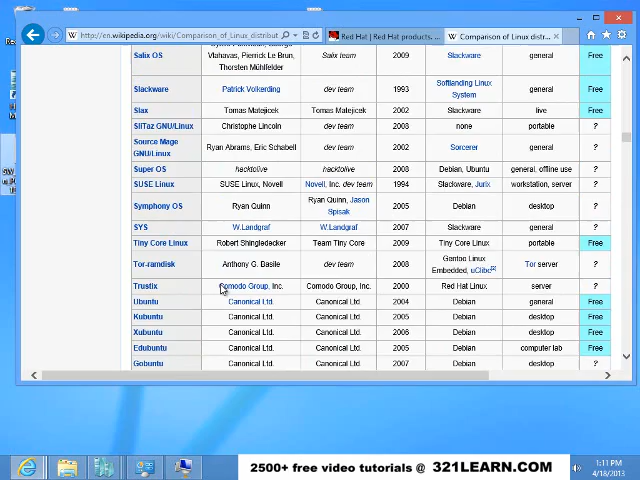 http://en.wikipedia.org/wiki/Comparison_of_Linux_distribut
Red Hat | Red Hat products.
W Comparison of Linux distr...
Salix OS Vlahavas, Pierrick Le Brun, Thorsten Mühlfelder Salix team 2009 Slackware general Free
Slackware Patrick Volkerding dev team 1993 Softlanding Linux System general ?
Slax Tomas Matejicek Tomas Matejicek 2002 Slackware live Free
SliTaz GNU/Linux Christophe Lincoln dev team 2008 none portable ?
Source Mage GNU/Linux Ryan Abrams, Eric Schabell dev team 2002 Sorcerer general ?
Super OS hacktolive hacktolive 2008 Debian, Ubuntu general, offline use ?
SUSE Linux SUSE Linux, Novell Novell, Inc. dev team 1994 Slackware, Jurix workstation, server ?
Symphony OS Ryan Quinn Ryan Quinn, Jason Spisak 2005 Debian desktop ?
SYS W.Landgraf W.Landgraf 2007 Slackware general ?
Tiny Core Linux Robert Shingledecker Team Tiny Core 2009 Tiny Core Linux portable Free
Tor-ramdisk Anthony G. Basile dev team 2008 Gentoo Linux Embedded, uClibc[2] Tor server ?
Trustix Comodo Group, Inc. Comodo Group, Inc. 2000 Red Hat Linux server ?
Ubuntu Canonical Ltd. Canonical Ltd. 2004 Debian general Free
Kubuntu Canonical Ltd. Canonical Ltd. 2005 Debian desktop Free
Xubuntu Canonical Ltd. Canonical Ltd. 2006 Debian desktop Free
Edubuntu Canonical Ltd. Canonical Ltd. 2005 Debian computer lab Free
Gobuntu Canonical Ltd. Canonical Ltd. 2007 Debian desktop ?
1:11 PM
4/18/2013
2500+ free video tutorials @ 321LEARN.COM